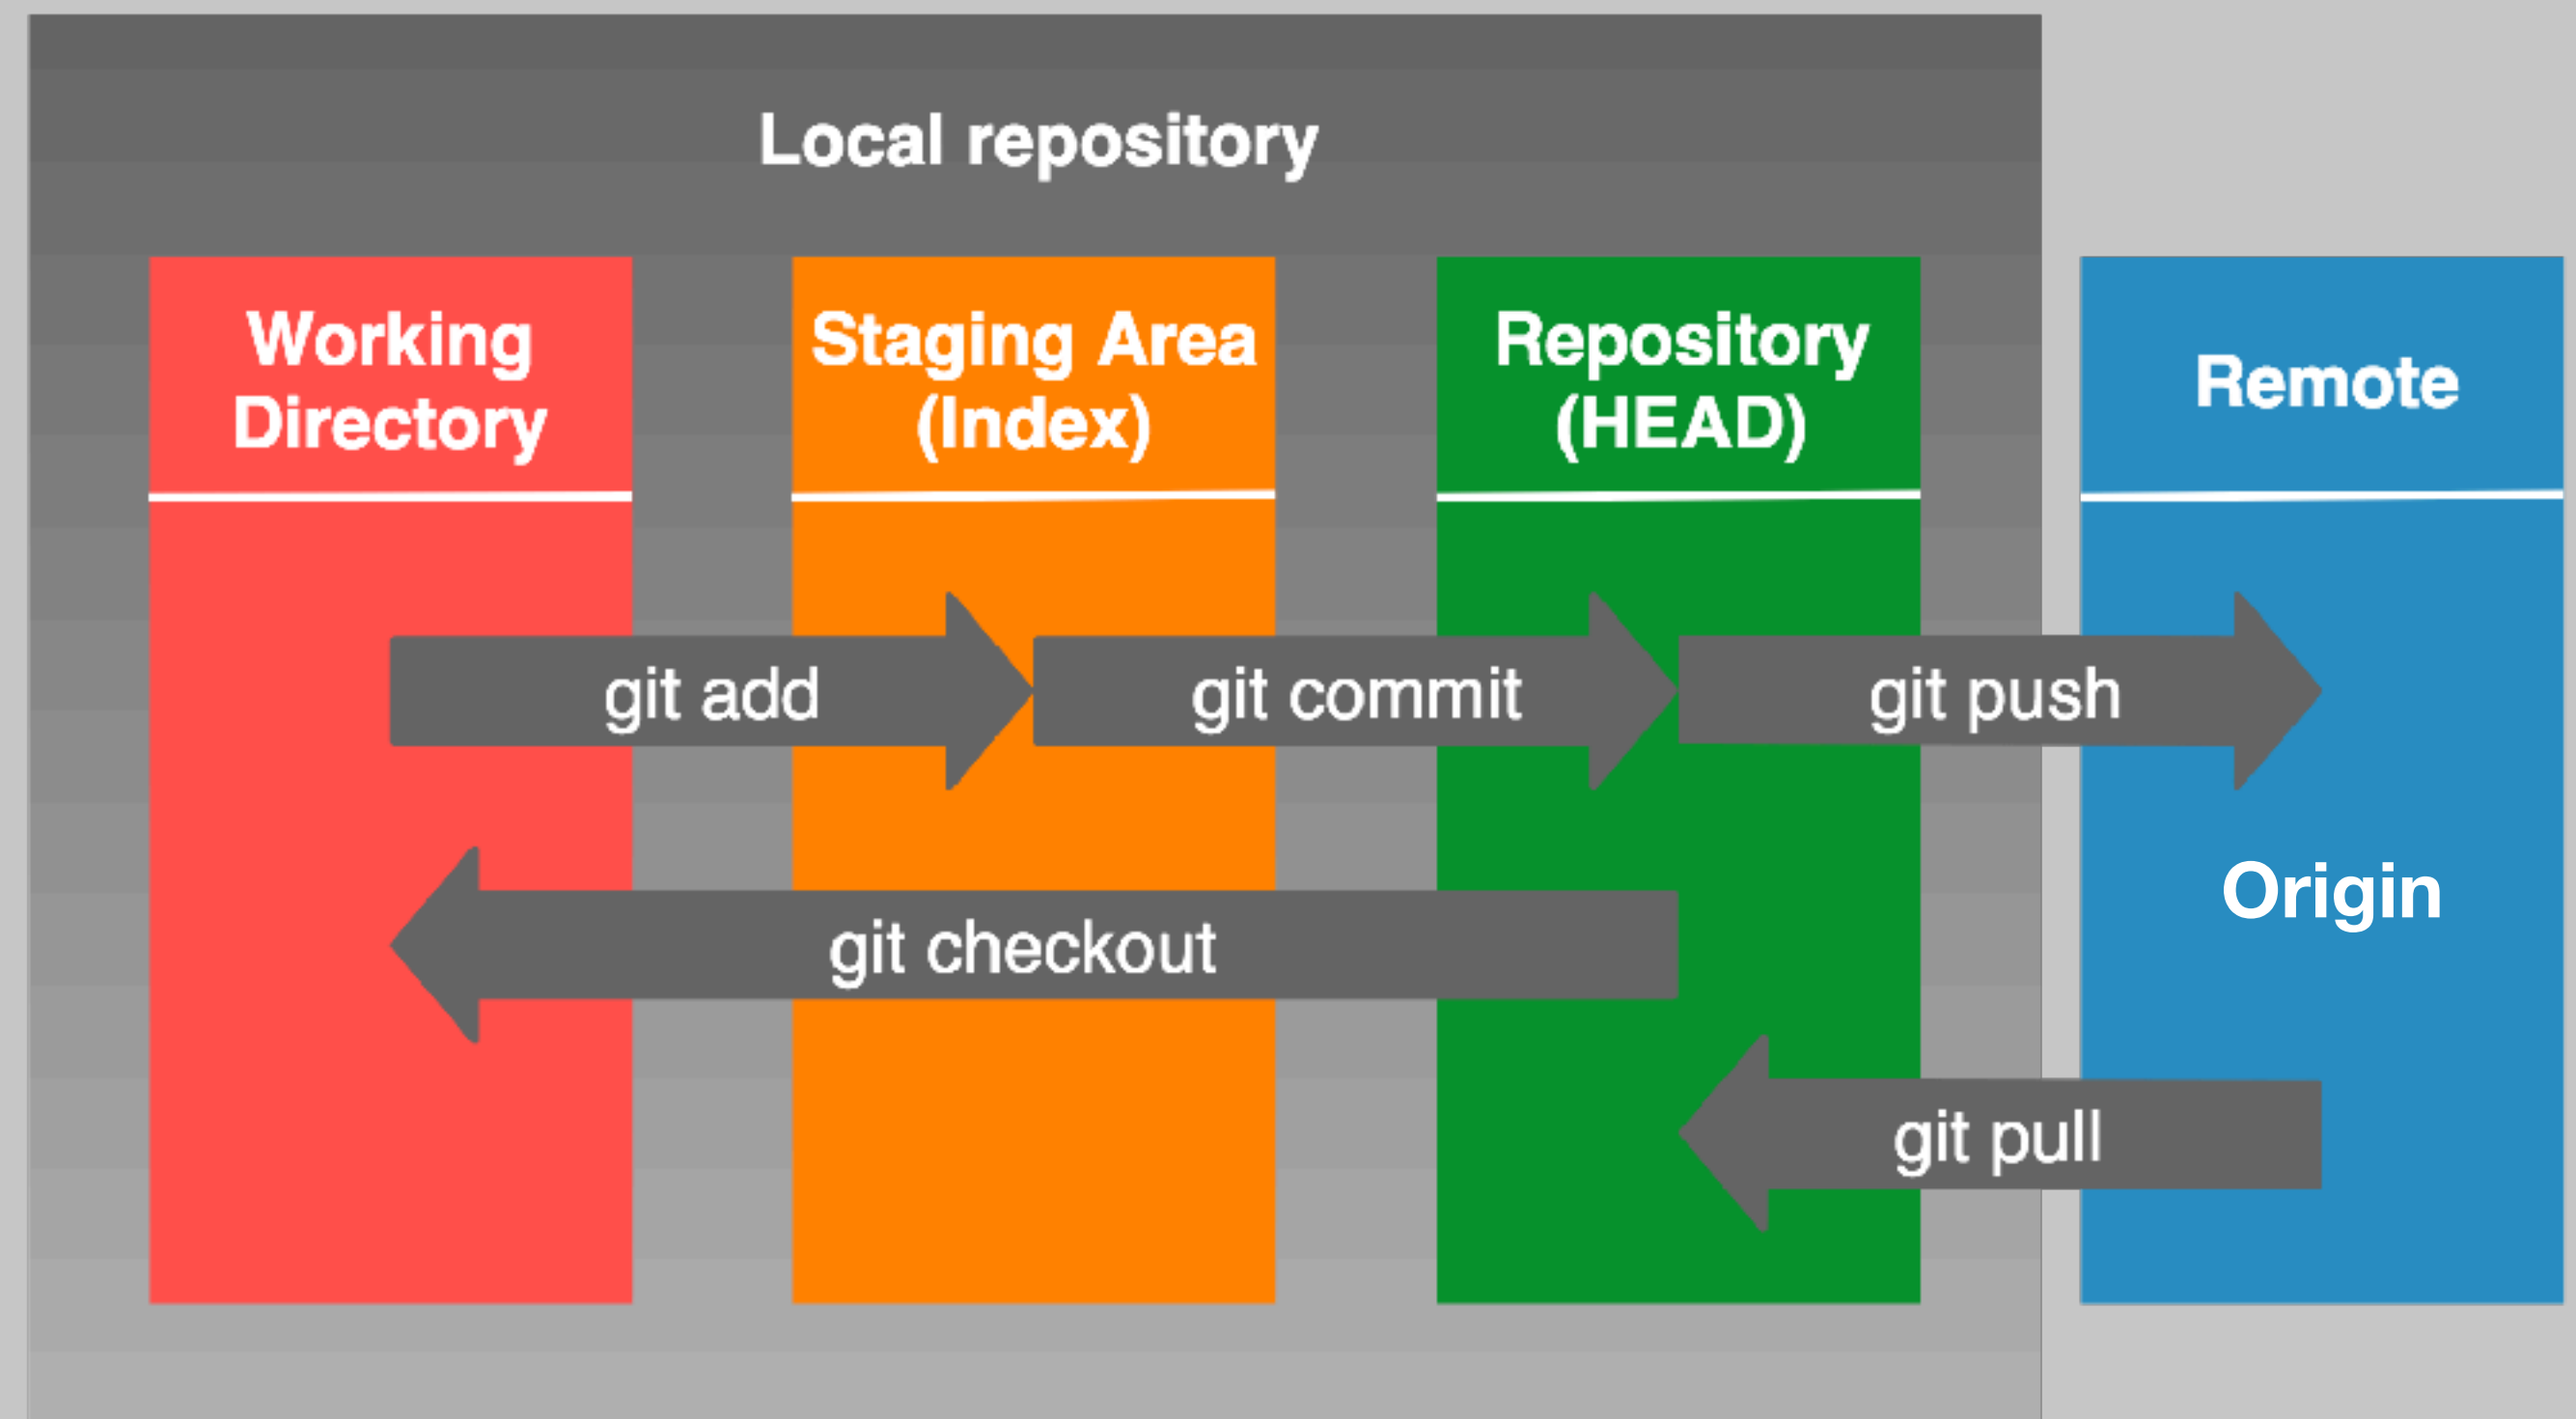 Local repository
Working
Directory
Staging Area
(Index)
Repository
(HEAD)
Remote
git add
git commit
git push
Origin
git checkout
git pull